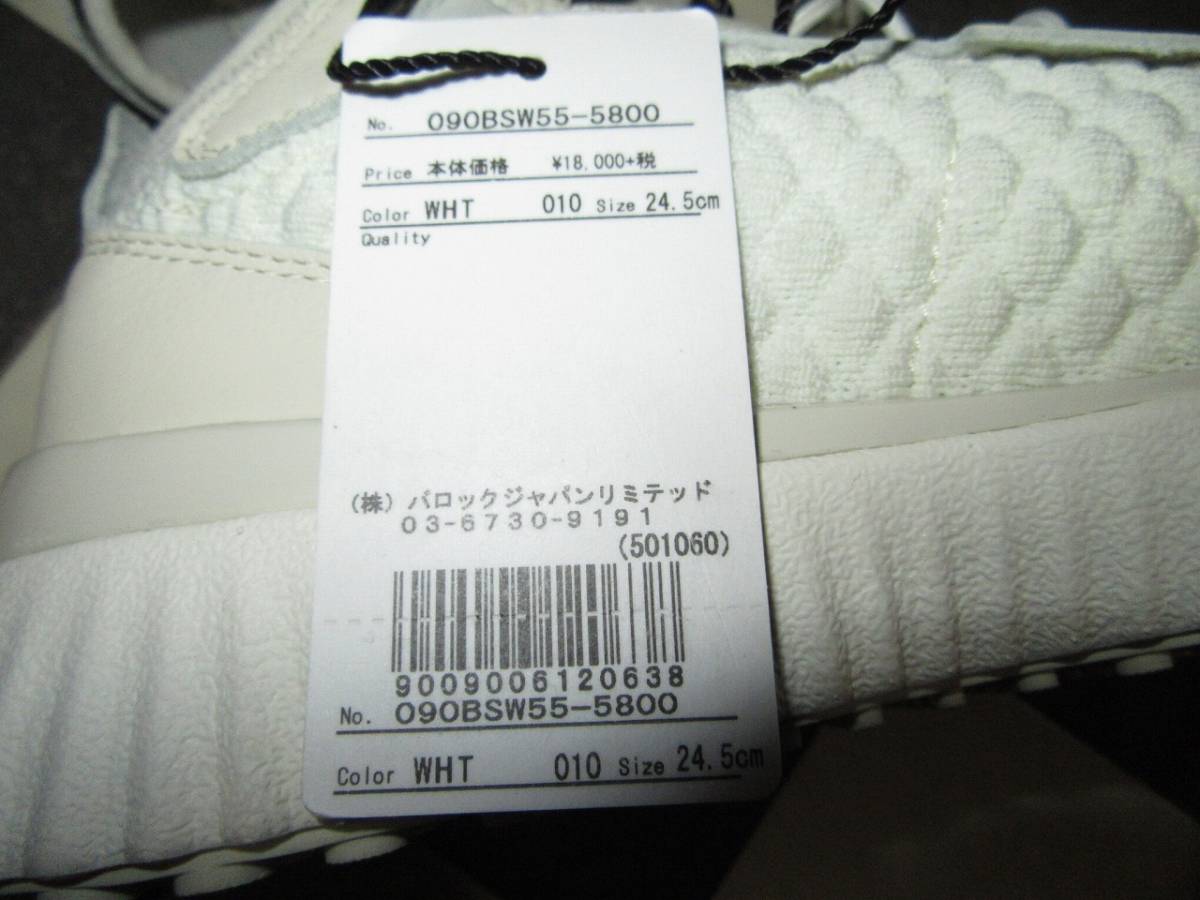 No. 090BSW55-5800
Price 本体価格 ¥18,000+税
Color WHT 010 Size 24.5cm
Quality
(株) バロックジャパンリミテッド
03-6730-9191
(501060)
9009006120638
No. 090BSW55-5800
Color WHT 010 Size 24.5cm